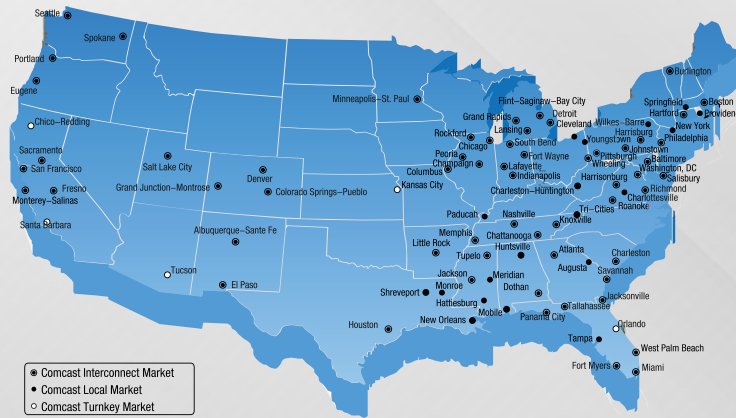 Seattle
Spokane
Portland
Eugene
Chico-Redding
Sacramento
San Francisco
Fresno
Monterey-Salinas
Santa Barbara
Salt Lake City
Grand Junction-Montrose
Denver
Colorado Springs-Pueblo
Albuquerque-Sante Fe
Tucson
El Paso
Minneapolis-St. Paul
Kansas City
Houston
Flint-Saginaw-Bay City
Grand Rapids
Detroit
Lansing
Cleveland
Rockford
Chicago
South Bend
Peoria
Champaign
Fort Wayne
Columbus
Lafayette
Indianapolis
Youngstown
Pittsburgh
Wheeling
Burlington
Springfield
Boston
Hartford
Providen
Wilkes-Barre
New York
Harrisburg
Philadelphia
Johnstown
Baltimore
Washington, DC
Harrisonburg
Salisbury
Richmond
Charleston-Huntington
Charlottesville
Roanoke
Tri-Cities
Paducah
Nashville
Knoxville
Memphis
Chattanooga
Little Rock
Huntsville
Tupelo
Atlanta
Charleston
Augusta
Savannah
Jackson
Meridian
Monroe
Dothan
Shreveport
Hattiesburg
Tallahassee
Jacksonville
Mobile
Panama City
New Orleans
Orlando
Tampa
West Palm Beach
Fort Myers
Miami
Comcast Interconnect Market
Comcast Local Market
Comcast Turnkey Market